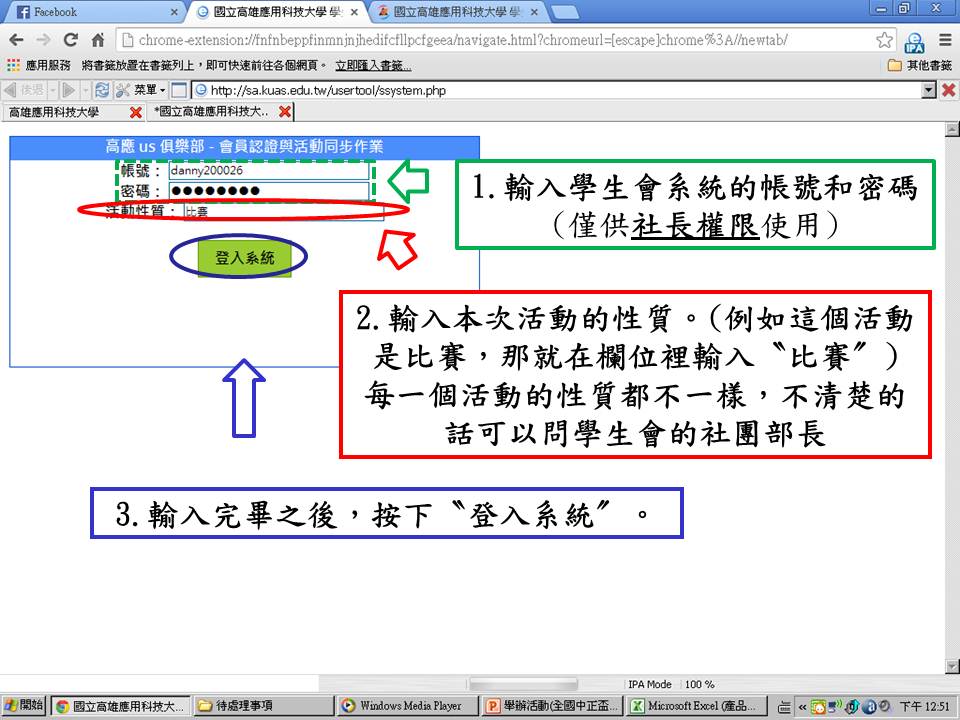 Facebook
國立高雄應用科技大學 學
國立高雄應用科技大學 學
chrome-extension://fnfnbeppfinmnjnjhedifcfllpcfgeea/navigate.html?chromeurl=[escape]chrome%3A//newtab/
應用服務 將書籤放置在書籤列上，即可快速前往各個網頁。 立即匯入書籤...
其他書籤
後退
菜單
http://sa.kuas.edu.tw/usertool/ssystem.php
高雄應用科技大學
*國立高雄應用科技大..
高應 us 俱樂部 - 會員認證與活動同步作業
帳號： danny200026
密碼： ●●●●●●●●
活動性質： 比賽
登入系統
1.輸入學生會系統的帳號和密碼
（僅供社長權限使用）
2.輸入本次活動的性質。(例如這個活動
是比賽，那就在欄位裡輸入〝比賽〞)
每一個活動的性質都不一樣，不清楚的
話可以問學生會的社團部長
3.輸入完畢之後，按下〝登入系統〞。
IPA Mode 100 %
開始
國立高雄應用科技大...
待處理事項
Windows Media Player
舉辦活動(全國中正盃...
Microsoft Excel (產品...
下午 12:51